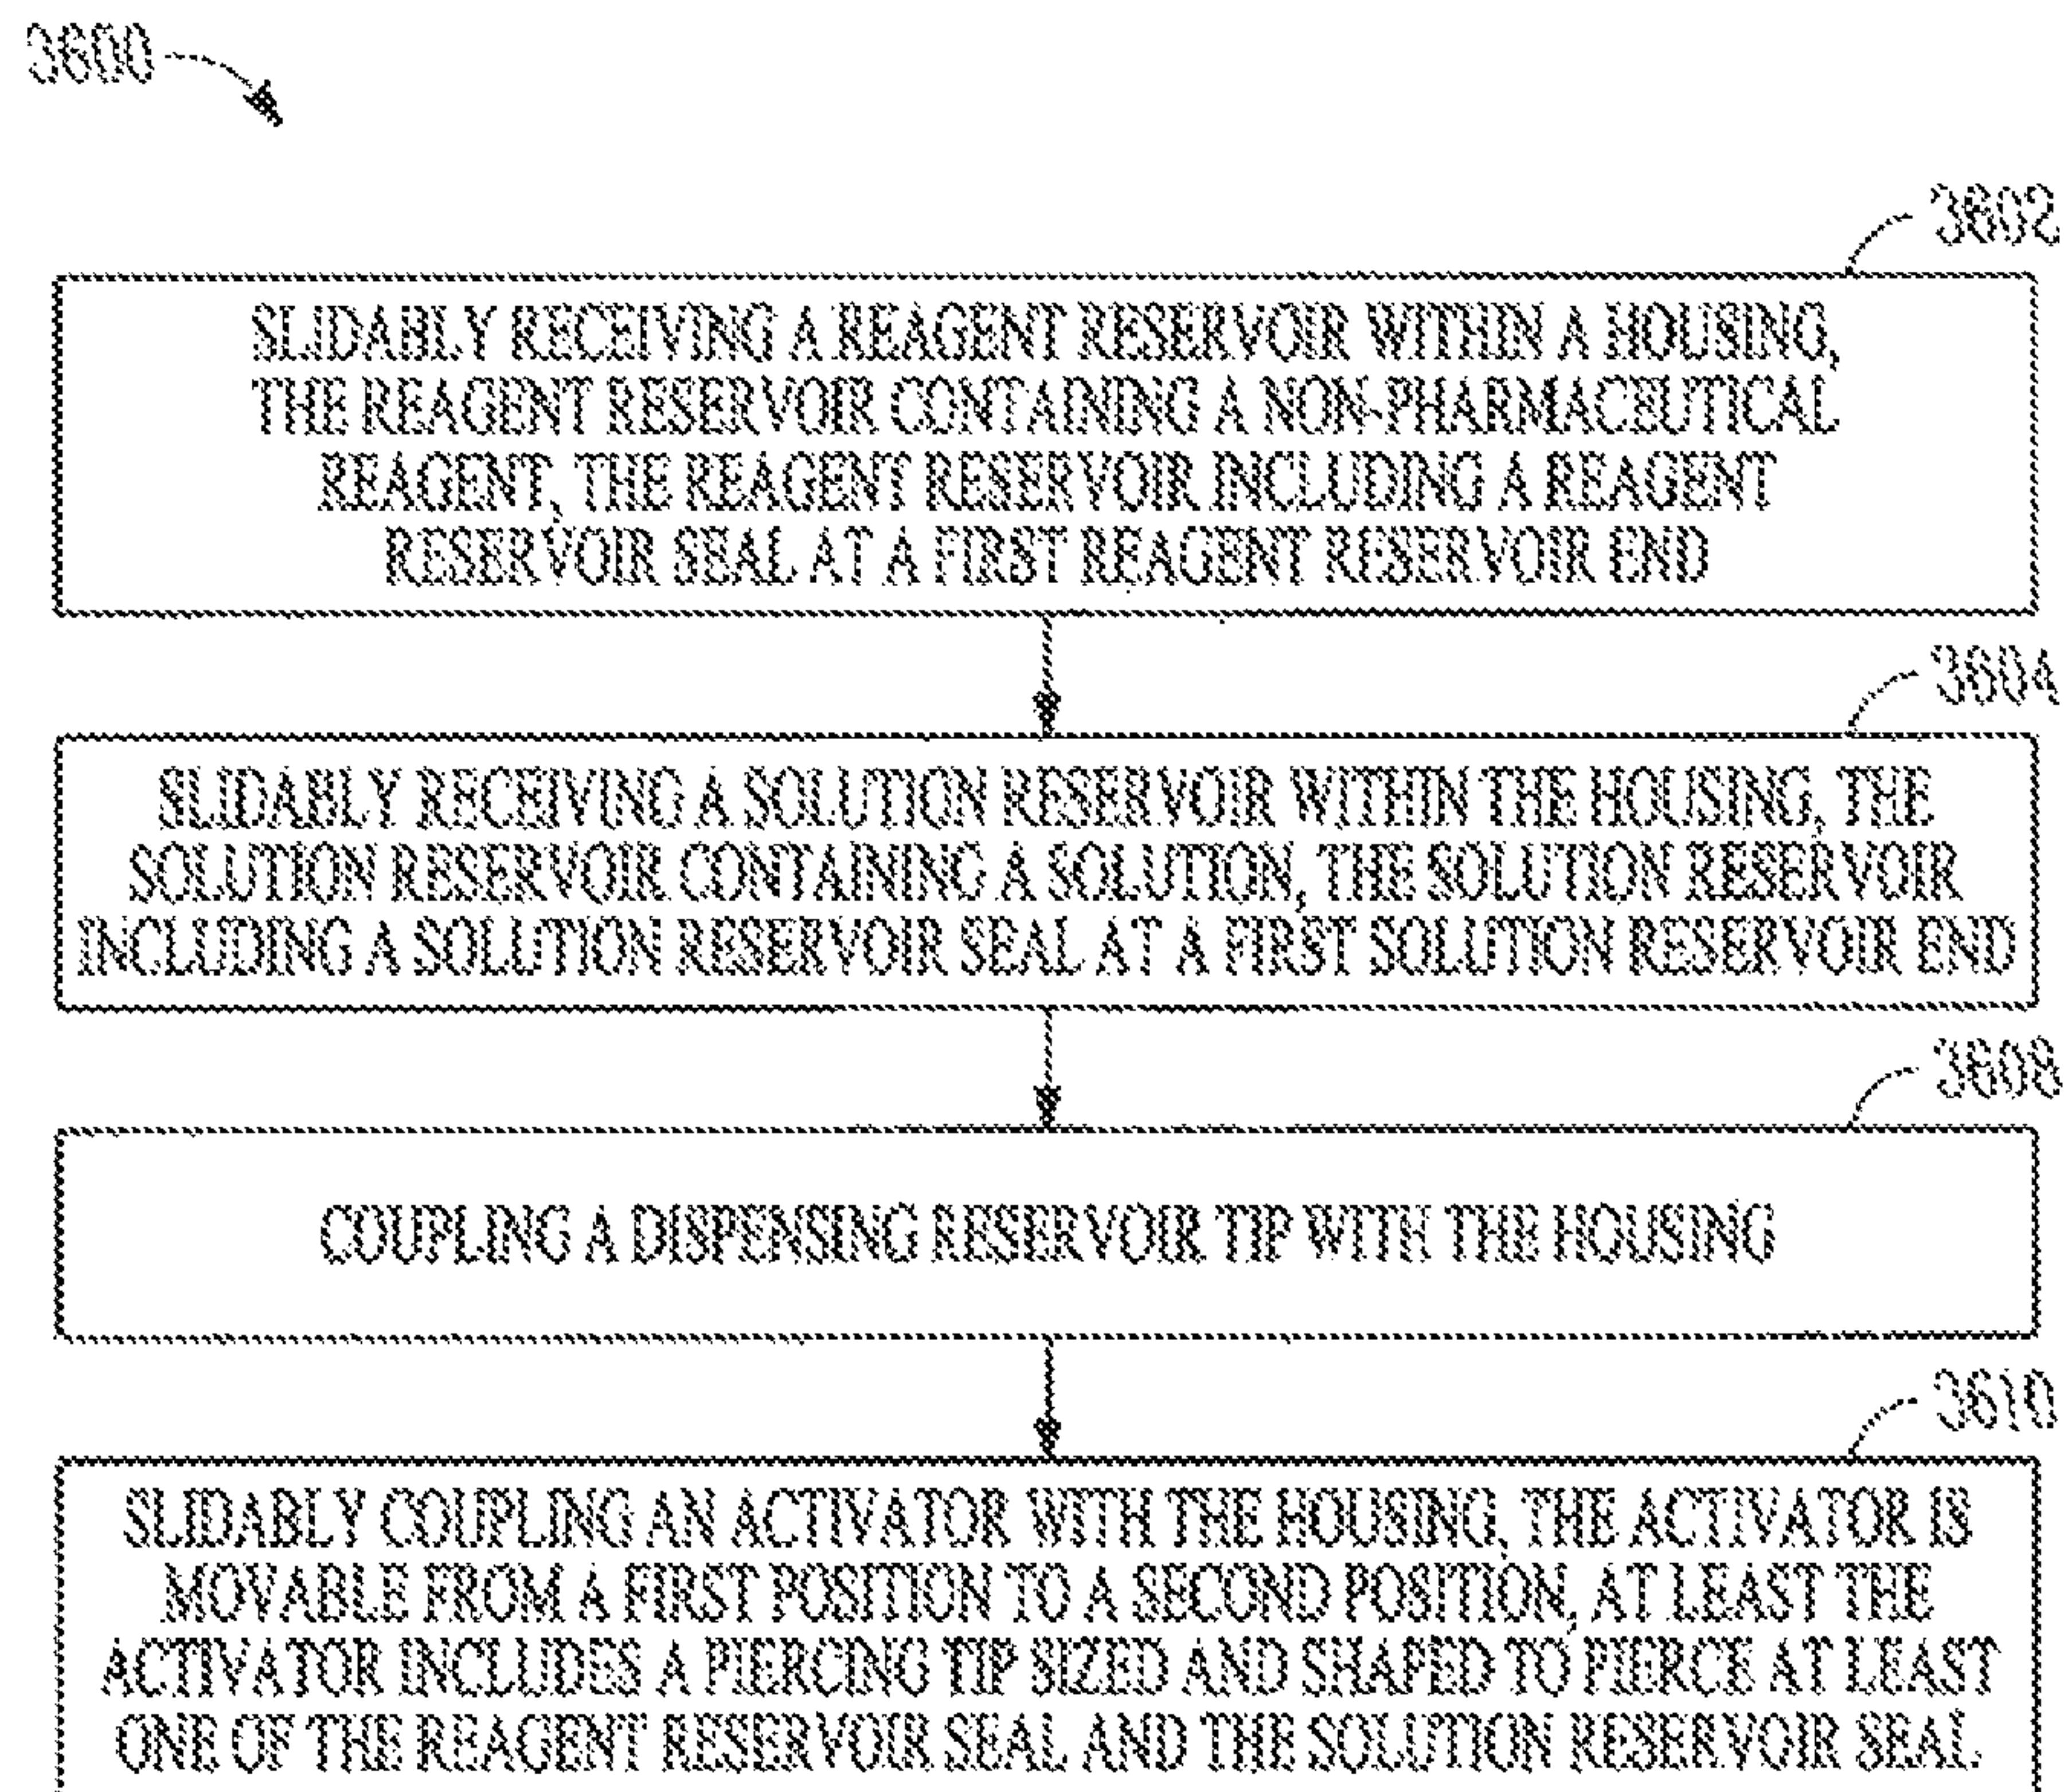 3600
3602
SLIDABLY RECEIVING A REAGENT RESERVOIR WITHIN A HOUSING,
THE REAGENT RESERVOIR CONTAINING A NON-PHARMACEUTICAL
REAGENT, THE REAGENT RESERVOIR INCLUDING A REAGENT
RESERVOIR SEAL AT A FIRST REAGENT RESERVOIR END
3604
SLIDABLY RECEIVING A SOLUTION RESERVOIR WITHIN THE HOUSING, THE
SOLUTION RESERVOIR CONTAINING A SOLUTION, THE SOLUTION RESERVOIR
INCLUDING A SOLUTION RESERVOIR SEAL AT A FIRST SOLUTION RESERVOIR END
3608
COUPLING A DISPENSING RESERVOIR TIP WITH THE HOUSING
3610
SLIDABLY COUPLING AN ACTIVATOR WITH THE HOUSING, THE ACTIVATOR IS
MOVABLE FROM A FIRST POSITION TO A SECOND POSITION, AT LEAST THE
ACTIVATOR INCLUDES A PIERCING TIP SIZED AND SHAPED TO PIERCE AT LEAST
ONE OF THE REAGENT RESERVOIR SEAL AND THE SOLUTION RESERVOIR SEAL